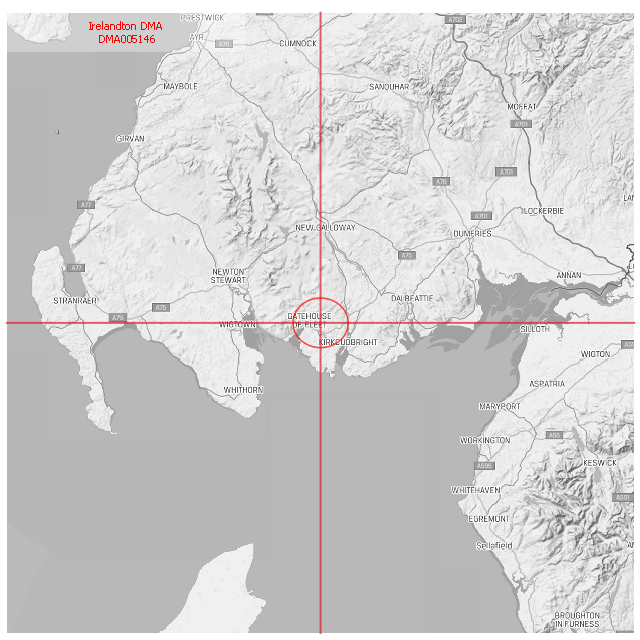 PRESTWICK
Irelandton DMA
DMA005146
A702
AYR
A70
CUMNOCK
MAYBOLE
SANQUHAR
MOFFAT
A701
GIRVAN
A701
A76
A77
A701
LOCKERBIE
NEW GALLOWAY
DUMFRIES
A75
A77
NEWTON
STEWART
ANNAN
STRANRAER
DALBEATTIE
A75
A75
GATEHOUSE
OF FLEET
WIGTOWN
SILLOTH
KIRKCUDBRIGHT
WIGTON
WHITHORN
ASPATRIA
MARYPORT
WORKINGTON
A66
KESWICK
A595
WHITEHAVEN
A591
EGREMONT
Sellafield
BROUGHTON
IN FURNESS